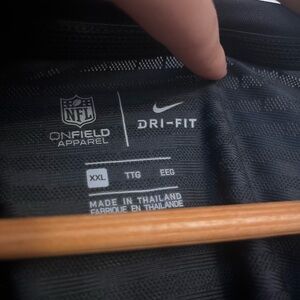 NFL
ONFIELD
APPAREL
DRI-FIT
XXL TTG EEG
MADE IN THAILAND
FABRIQUÉ EN THAÏLANDE